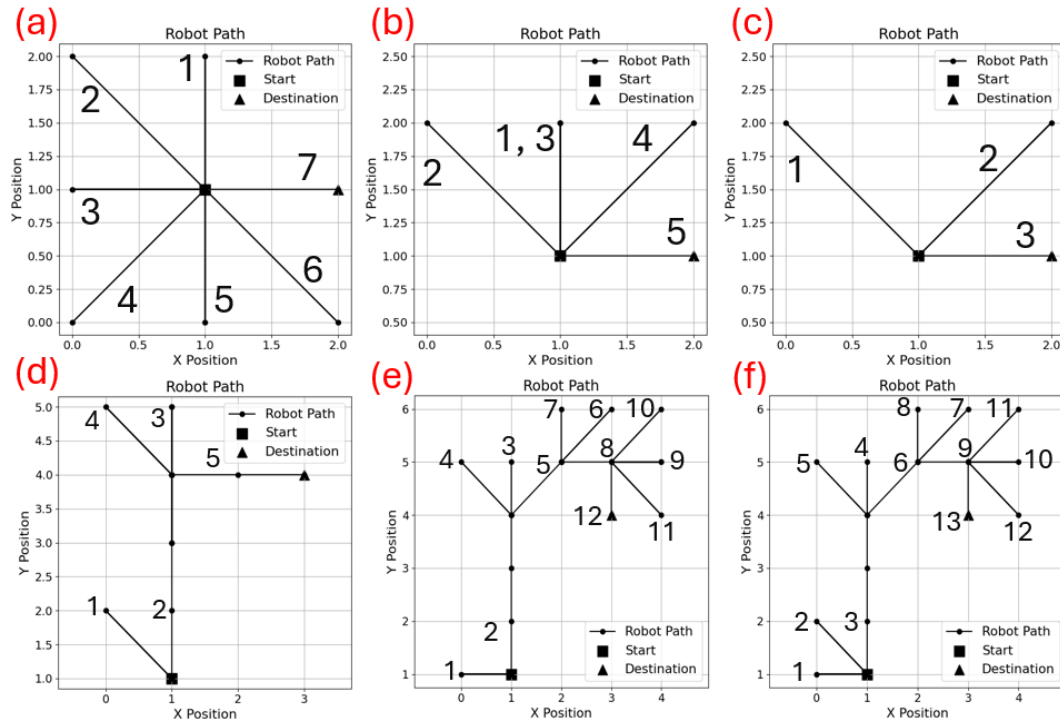 (a)
Robot Path
Robot Path
Start
Destination
1
2
3
4
5
6
7
Y Position
2.00
1.75
1.50
1.25
1.00
0.75
0.50
0.25
0.00
0.0 0.5 1.0 1.5 2.0
X Position
(b)
Robot Path
Robot Path
Start
Destination
1, 3
2
4
5
Y Position
2.50
2.25
2.00
1.75
1.50
1.25
1.00
0.75
0.50
0.0 0.5 1.0 1.5 2.0
X Position
(c)
Robot Path
Robot Path
Start
Destination
1
2
3
Y Position
2.50
2.25
2.00
1.75
1.50
1.25
1.00
0.75
0.50
0.0 0.5 1.0 1.5 2.0
X Position
(d)
Robot Path
Robot Path
Start
Destination
4
3
5
1
2
Y Position
5.0
4.5
4.0
3.5
3.0
2.5
2.0
1.5
1.0
0 1 2 3
X Position
(e)
Robot Path
7 6 10
4 3 5 8 9
12 11
2
1
Robot Path
Start
Destination
Y Position
6
5
4
3
2
1
0 1 2 3 4
X Position
(f)
Robot Path
8 7 11
5 4 6 9 10
13 12
2 3
1
Robot Path
Start
Destination
Y Position
6
5
4
3
2
1
0 1 2 3 4
X Position